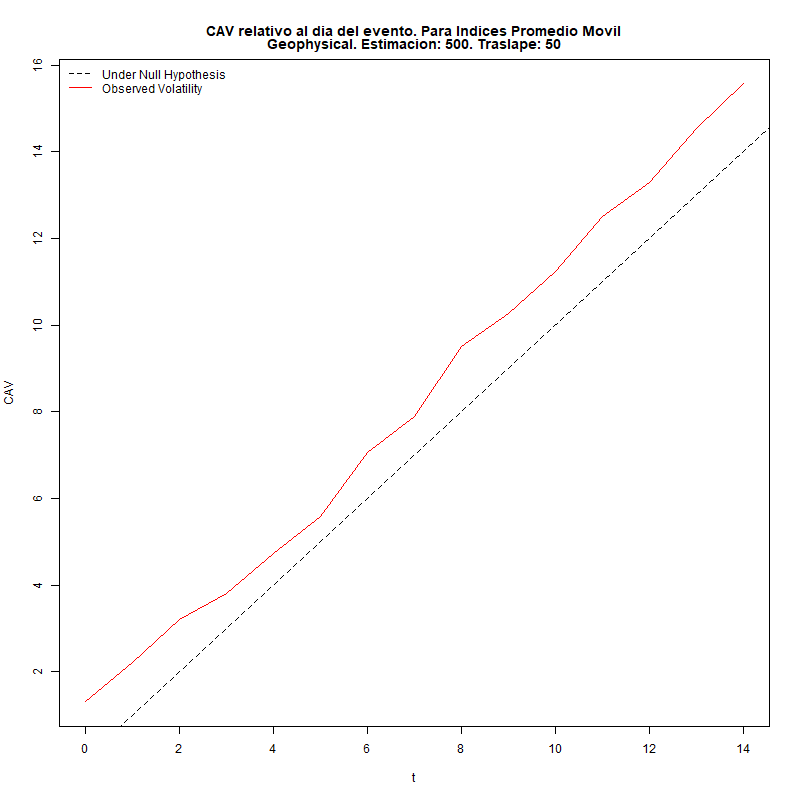 CAV relativo al dia del evento. Para Indices Promedio Movil
Geophysical. Estimacion: 500. Traslape: 50
Under Null Hypothesis
Observed Volatility
16
14
12
10
8
6
4
2
CAV
0 2 4 6 8 10 12 14
t